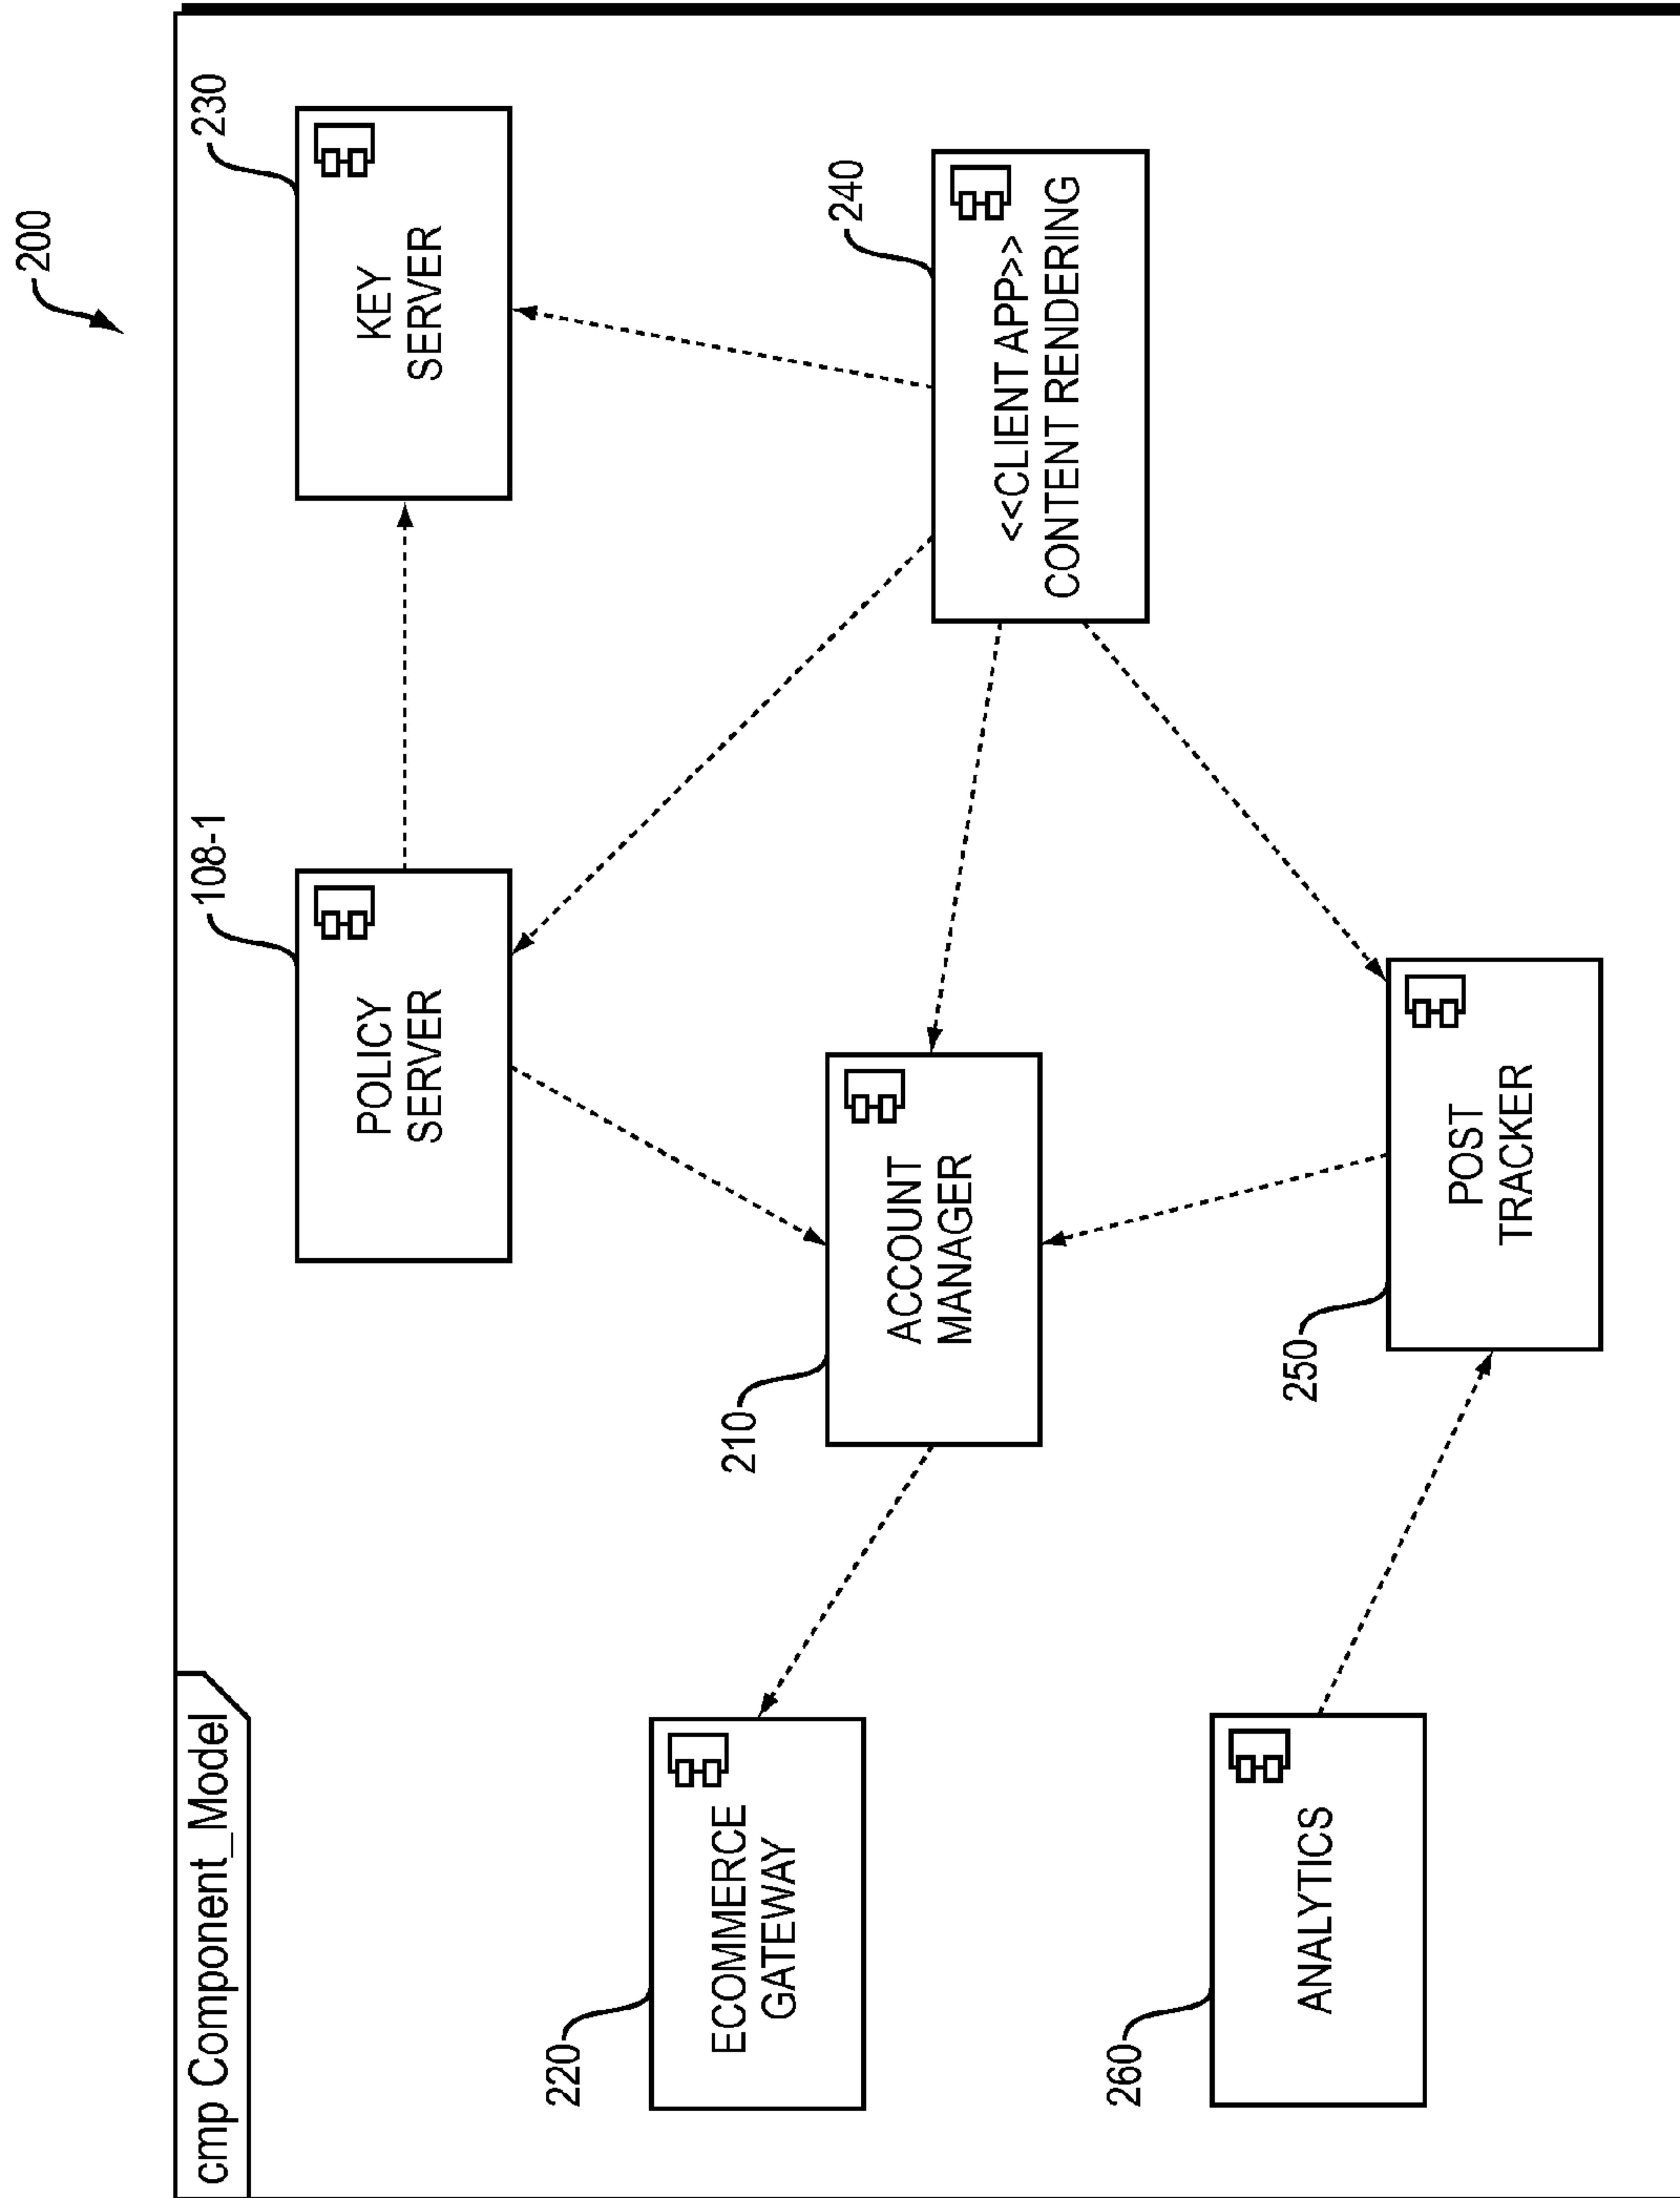 200
cmp Component_Model
108-1
230
POLICY
SERVER
KEY
SERVER
220
ECOMMERCE
GATEWAY
210
ACCOUNT
MANAGER
240
<<CLIENT APP>>
CONTENT RENDERING
260
ANALYTICS
250
POST
TRACKER